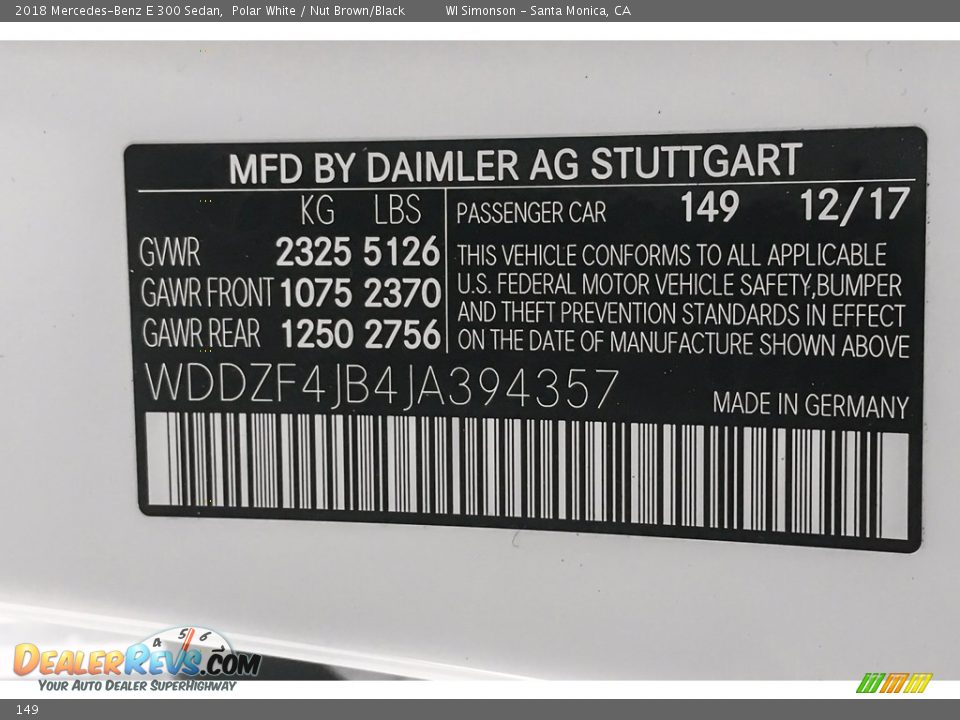 2018 Mercedes-Benz E 300 Sedan, Polar White / Nut Brown/Black WI Simonson - Santa Monica, CA
MFD BY DAIMLER AG STUTTGART
KG LBS
GVWR 2325 5126
GAWR FRONT 1075 2370
GAWR REAR 1250 2756
PASSENGER CAR 149 12/17
THIS VEHICLE CONFORMS TO ALL APPLICABLE
U.S. FEDERAL MOTOR VEHICLE SAFETY,BUMPER
AND THEFT PREVENTION STANDARDS IN EFFECT
ON THE DATE OF MANUFACTURE SHOWN ABOVE
WDDZF4JB4JA394357
MADE IN GERMANY
4 5 6
DEALERREVS.COM
YOUR AUTO DEALER SUPERHIGHWAY
149